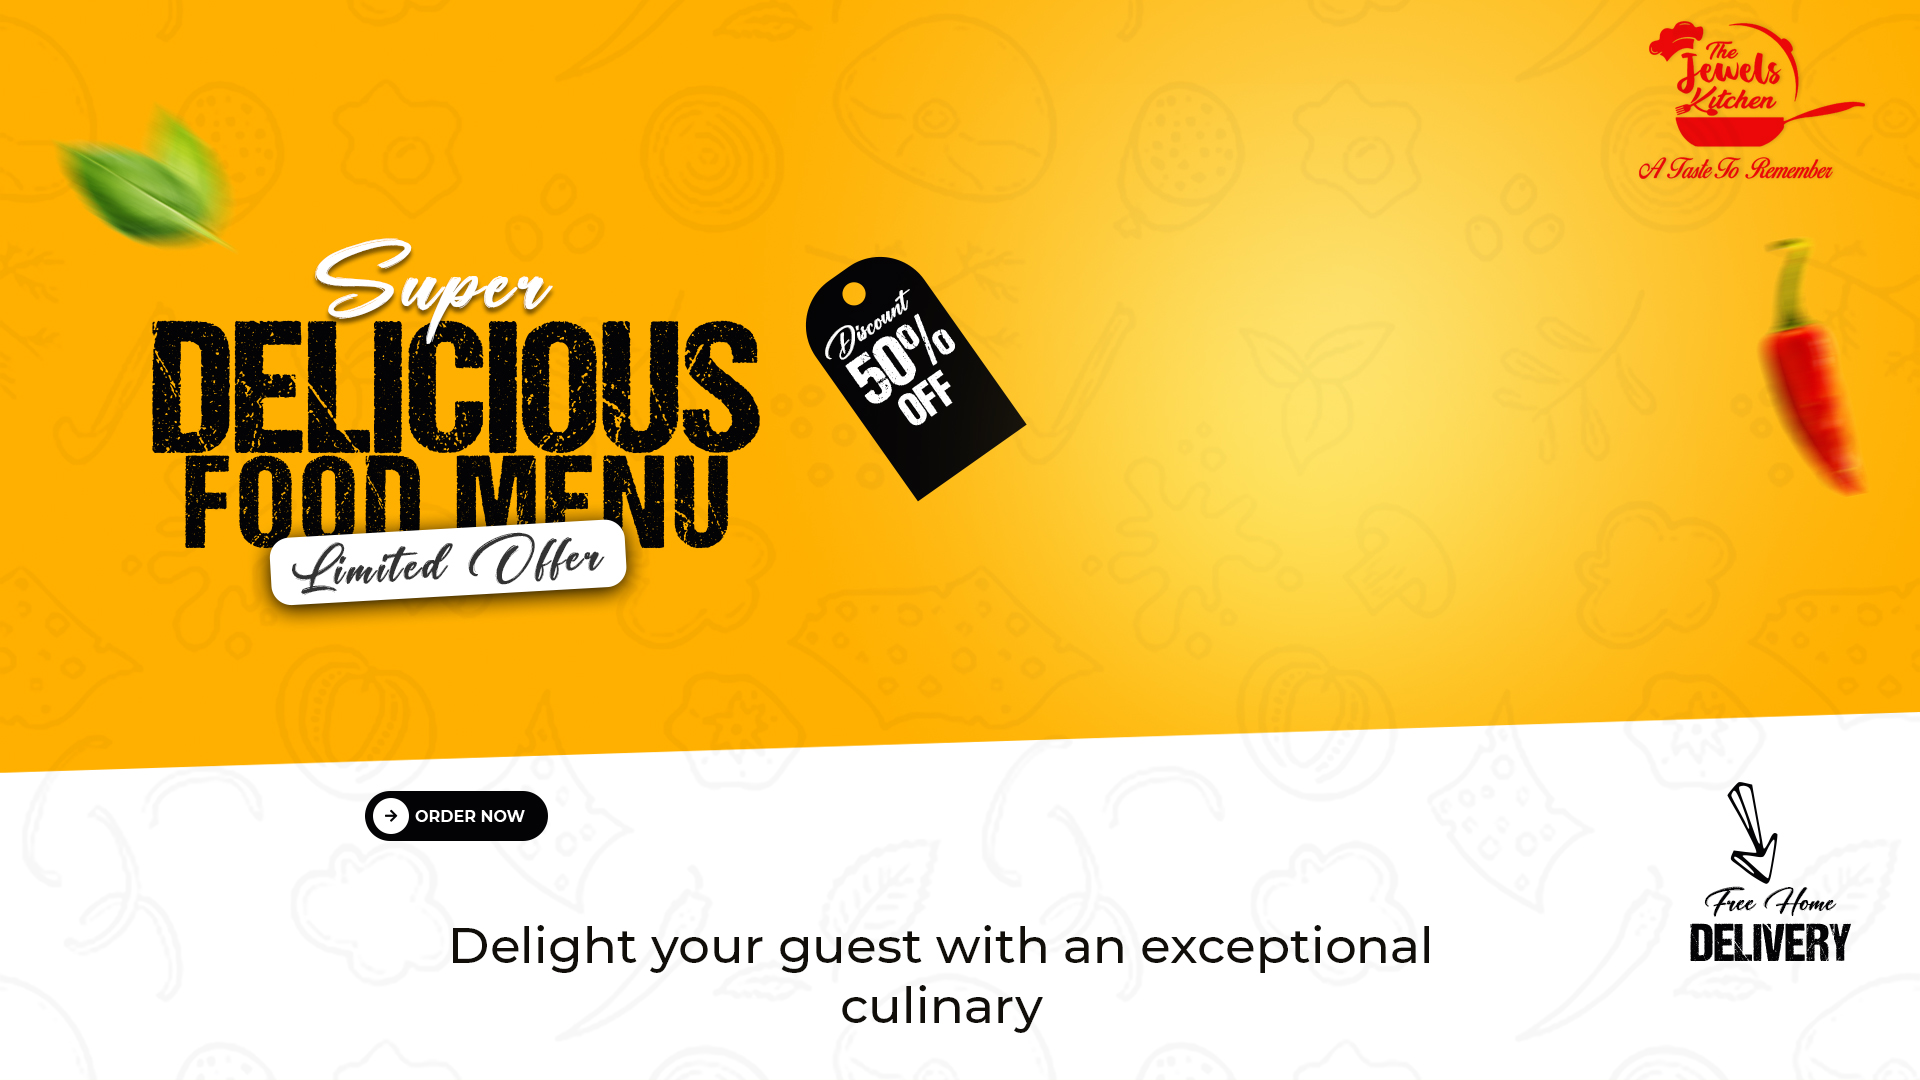 The
Jewels
Kitchen
A Taste To Remember
Super
DELICIOUS
FOOD MENU
Limited Offer
Discount
50%
OFF
ORDER NOW
Free Home
DELIVERY
Delight your guest with an exceptional
culinary